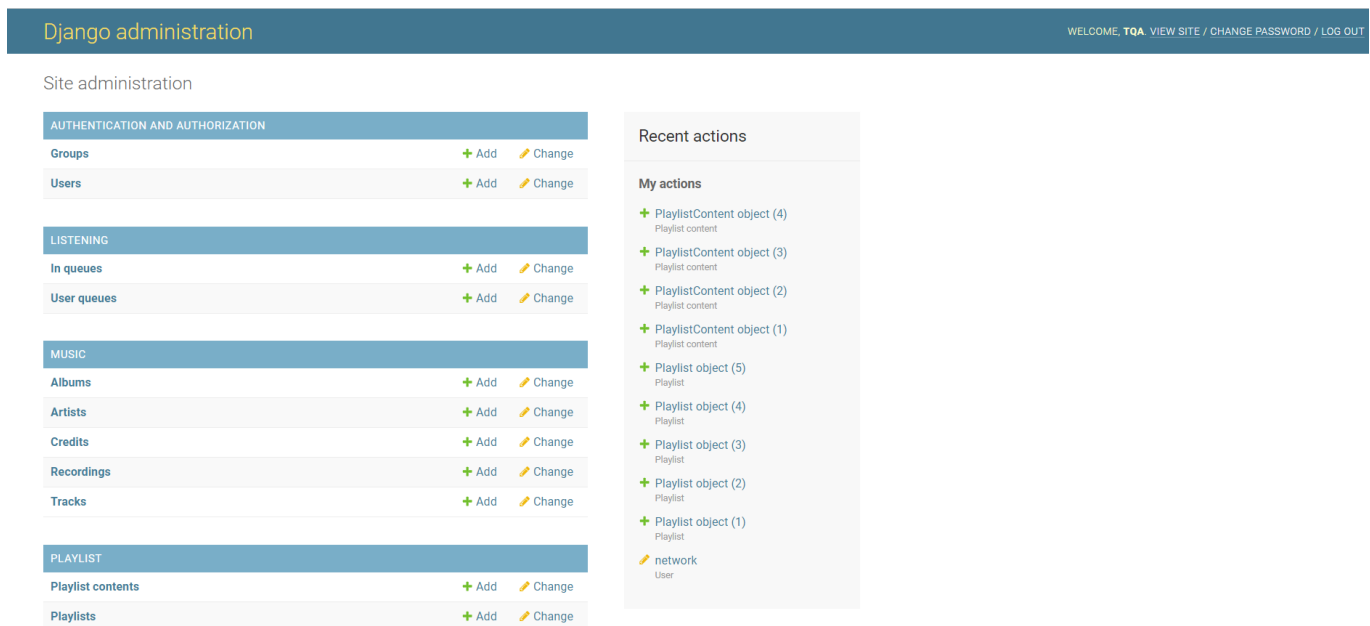 Django administration
WELCOME, TQA. VIEW SITE / CHANGE PASSWORD / LOG OUT
Site administration
AUTHENTICATION AND AUTHORIZATION
Groups Add Change
Users Add Change
LISTENING
In queues Add Change
User queues Add Change
MUSIC
Albums Add Change
Artists Add Change
Credits Add Change
Recordings Add Change
Tracks Add Change
PLAYLIST
Playlist contents Add Change
Playlists Add Change
Recent actions
My actions
PlaylistContent object (4)
Playlist content
PlaylistContent object (3)
Playlist content
PlaylistContent object (2)
Playlist content
PlaylistContent object (1)
Playlist content
Playlist object (5)
Playlist
Playlist object (4)
Playlist
Playlist object (3)
Playlist
Playlist object (2)
Playlist
Playlist object (1)
Playlist
network
User